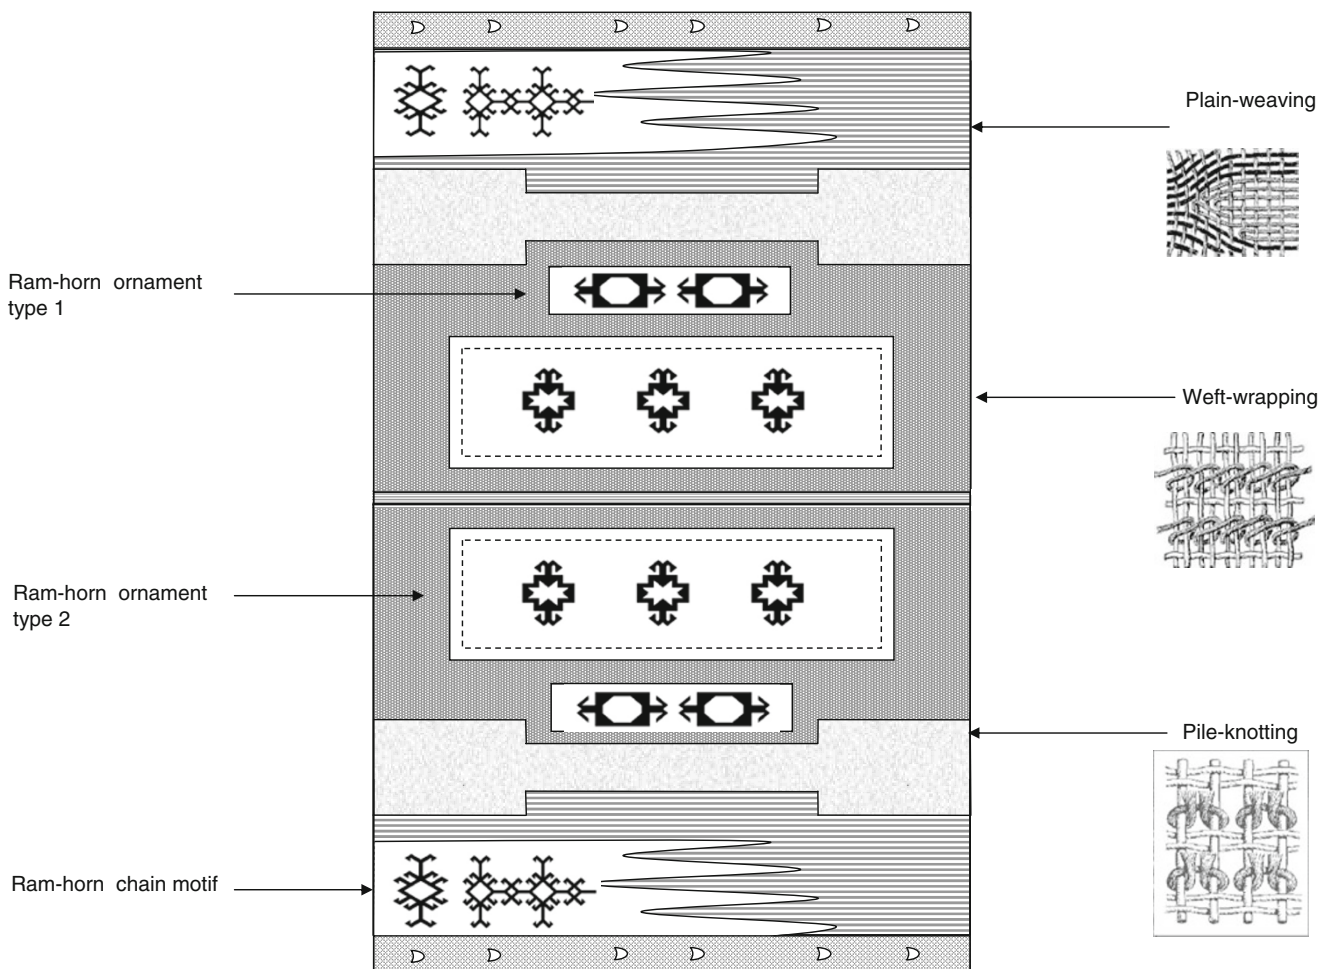 Plain-weaving
Ram-horn ornament
type 1
Weft-wrapping
Ram-horn ornament
type 2
Pile-knotting
Ram-horn chain motif